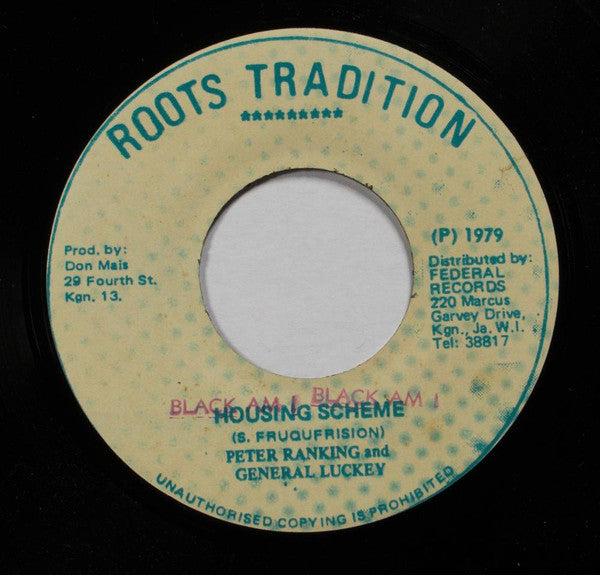 ROOTS TRADITION
*********
Prod. by:
Don Mais
29 Fourth St.
Kgn. 13.
(P) 1979
Distributed by:
FEDERAL
RECORDS
220 Marcus
Garvey Drive,
Kgn., Ja. W.I.
Tel: 38817
BLACK AM I BLACK AM I
HOUSING SCHEME
(S. FRUQUFRISION)
PETER RANKING and
GENERAL LUCKEY
UNAUTHORISED COPYING IS PROHIBITED